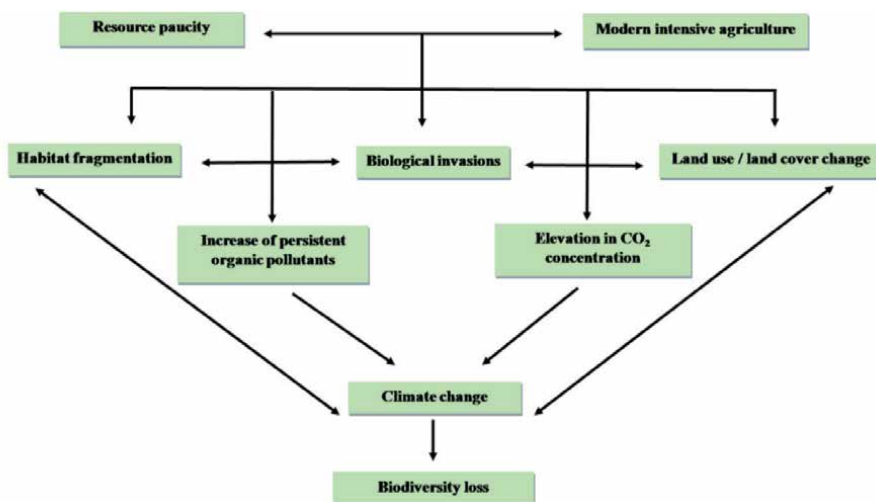 Resource paucity
Modern intensive agriculture
Habitat fragmentation
Biological invasions
Land use / land cover change
Increase of persistent
organic pollutants
Elevation in CO₂
concentration
Climate change
Biodiversity loss